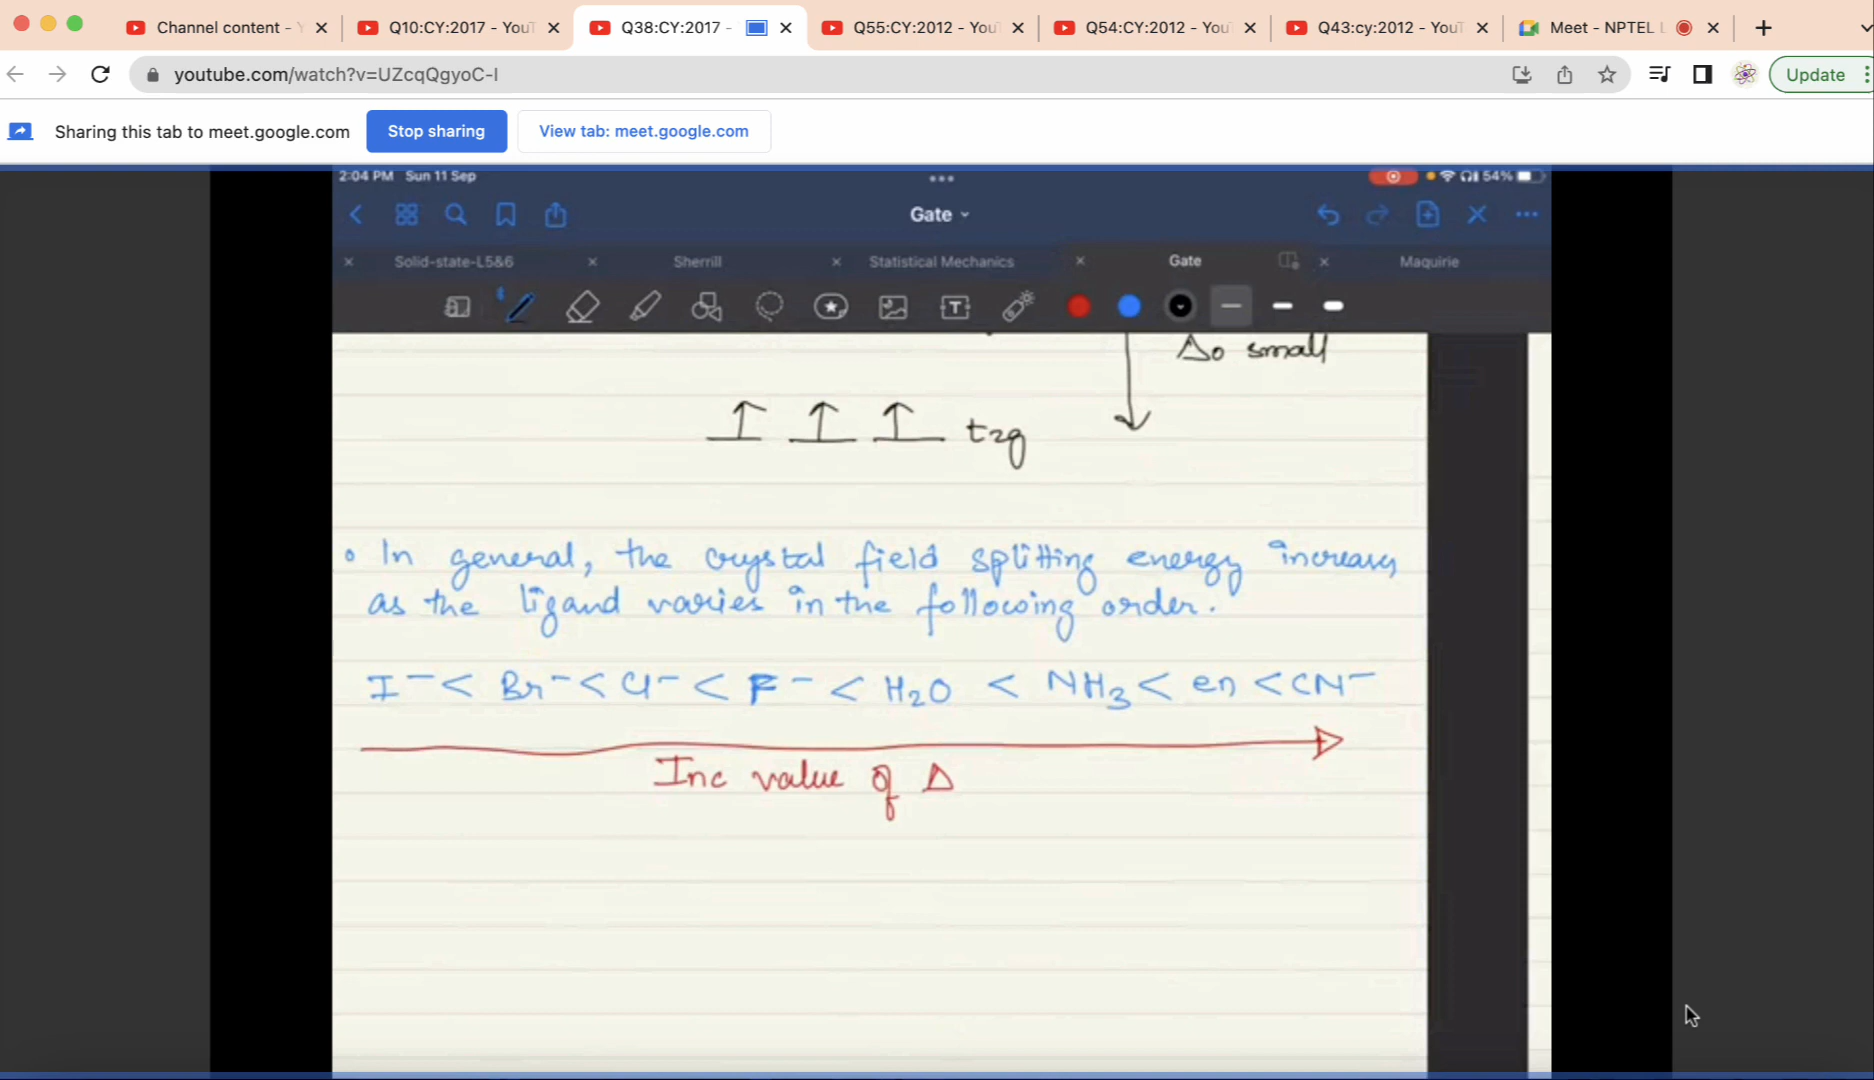 Channel content -
Q10:CY:2017 - YouT
Q38:CY:2017 -
Q55:CY:2012 - YouT
Q54:CY:2012 - YouT
Q43:cy:2012 - YouT
Meet - NPTEL L
youtube.com/watch?v=UZcqQgyoC-I
Update
Sharing this tab to meet.google.com
Stop sharing
View tab: meet.google.com
2:04 PM Sun 11 Sep
54%
Gate
Solid-state-L5&6
Sherrill
Statistical Mechanics
Gate
Maquirie
Δo small
↑ ↑ ↑ t2g
• In general, the crystal field splitting energy increases
as the ligand varies in the following order.
I⁻ < Br⁻ < Cl⁻ < F⁻ < H₂O < NH₃ < en < CN⁻
Inc value of Δ